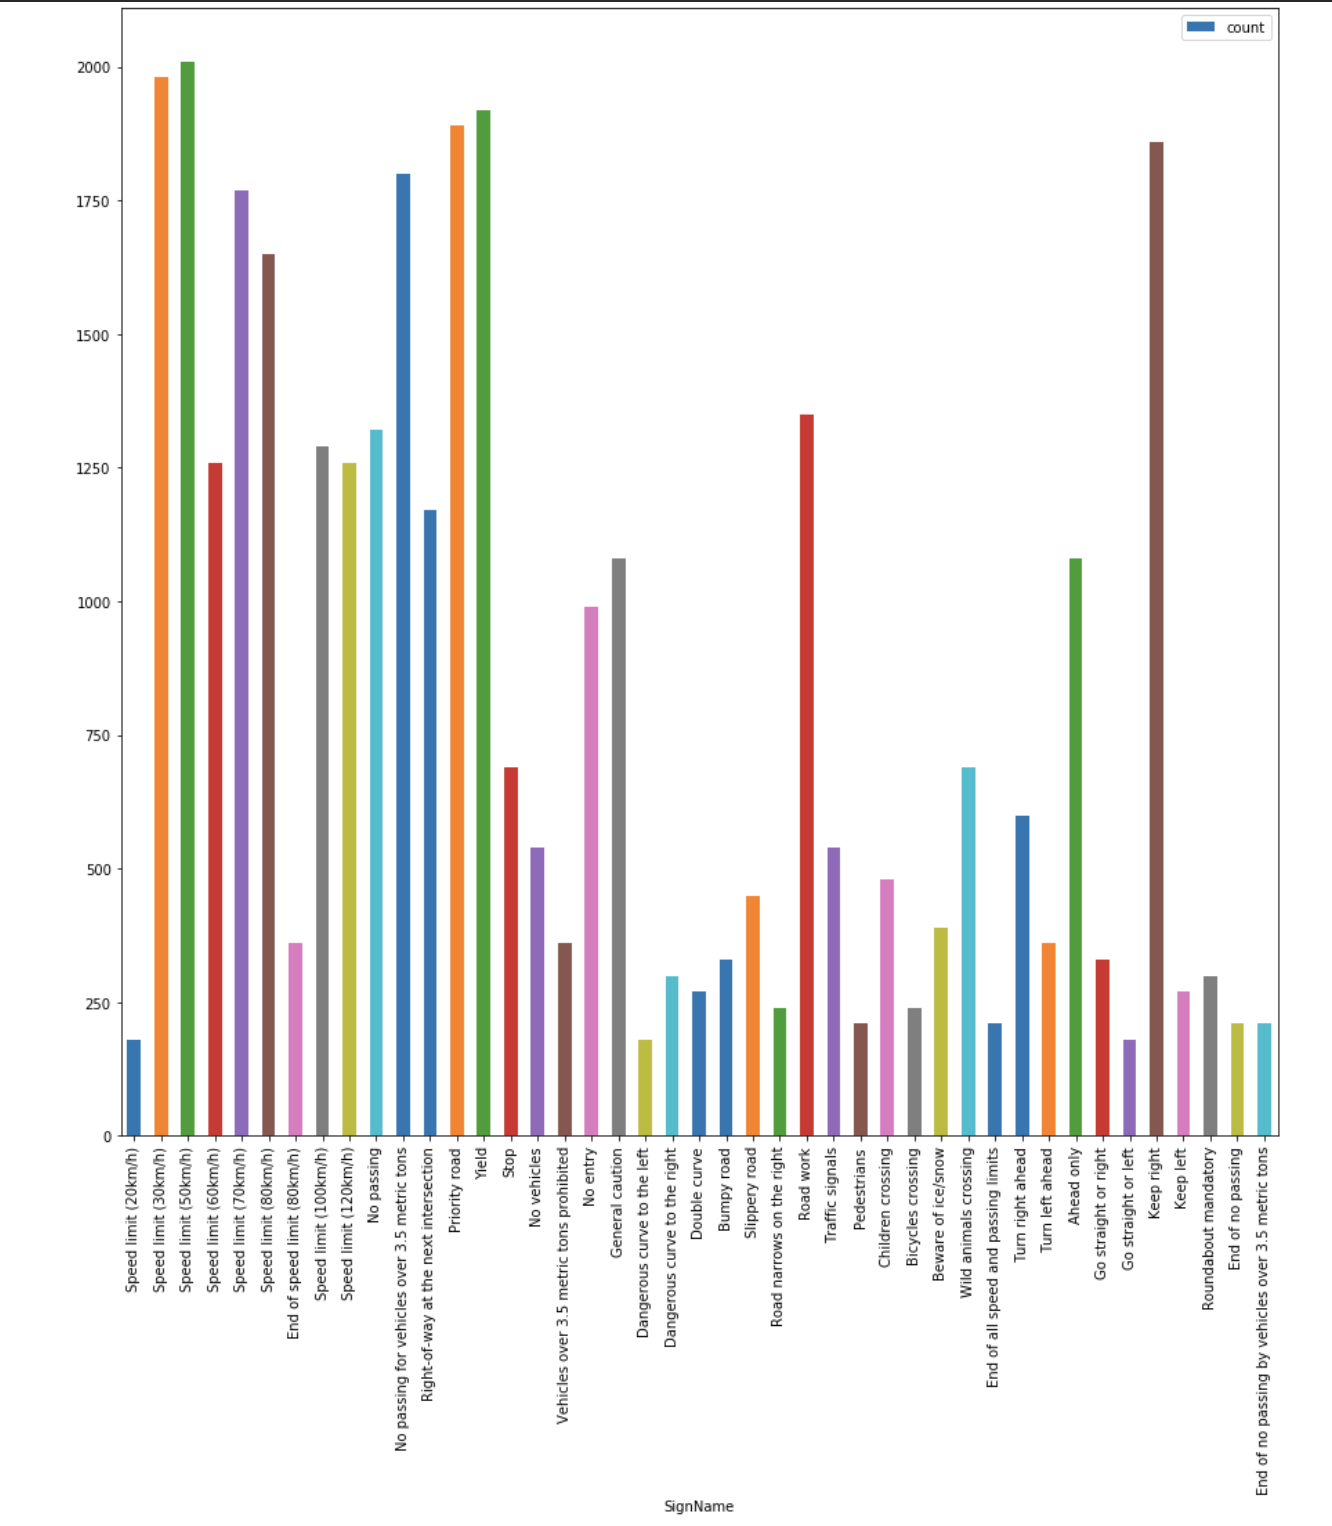 count
2000
1750
1500
1250
1000
750
500
250
0
Speed limit (20km/h)
Speed limit (30km/h)
Speed limit (50km/h)
Speed limit (60km/h)
Speed limit (70km/h)
Speed limit (80km/h)
End of speed limit (80km/h)
Speed limit (100km/h)
Speed limit (120km/h)
No passing
No passing for vehicles over 3.5 metric tons
Right-of-way at the next intersection
Priority road
Yield
Stop
No vehicles
Vehicles over 3.5 metric tons prohibited
No entry
General caution
Dangerous curve to the left
Dangerous curve to the right
Double curve
Bumpy road
Slippery road
Road narrows on the right
Road work
Traffic signals
Pedestrians
Children crossing
Bicycles crossing
Beware of ice/snow
Wild animals crossing
End of all speed and passing limits
Turn right ahead
Turn left ahead
Ahead only
Go straight or right
Go straight or left
Keep right
Keep left
Roundabout mandatory
End of no passing
End of no passing by vehicles over 3.5 metric tons
SignName